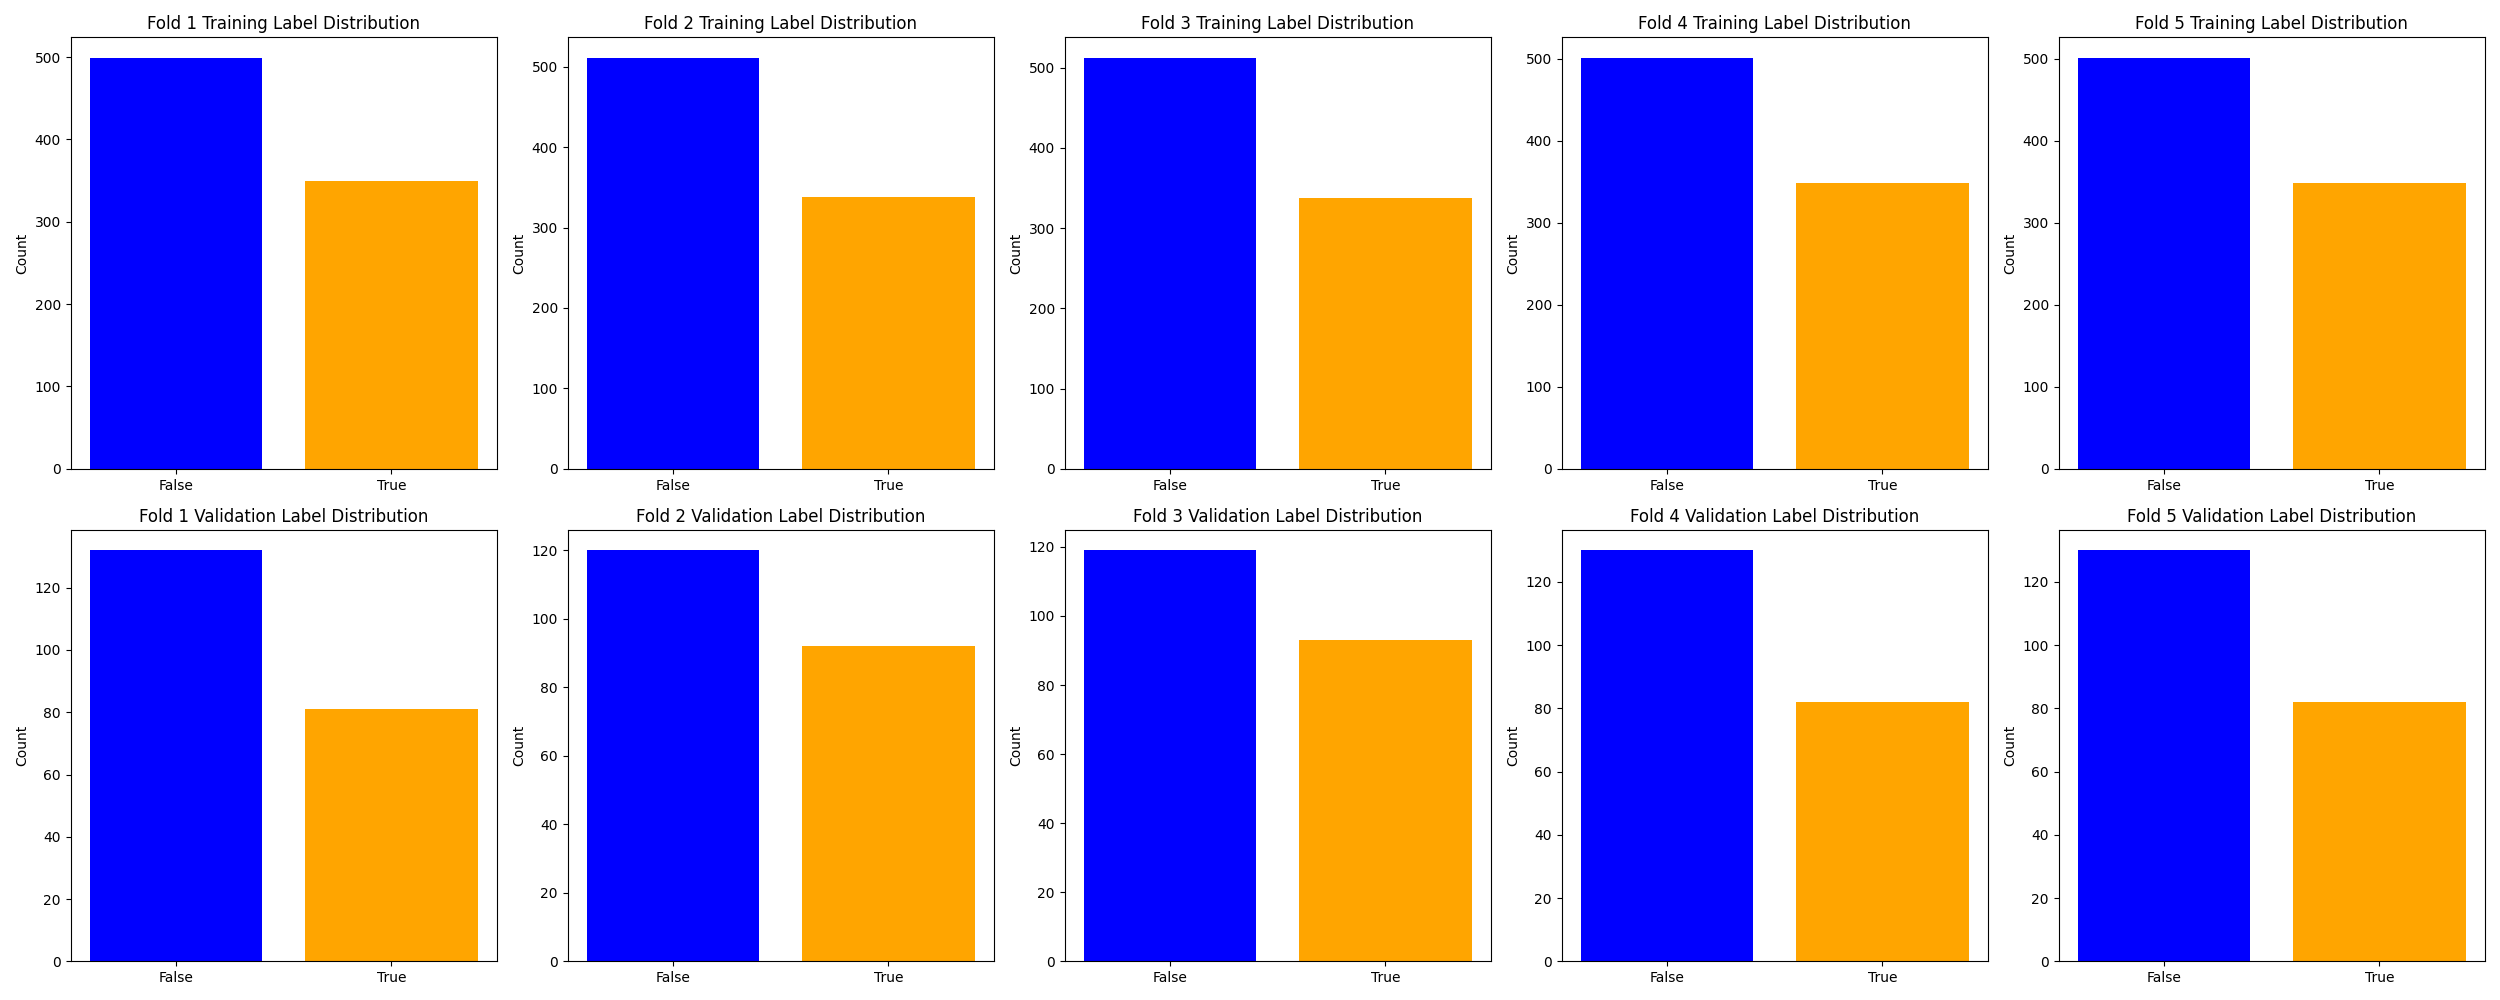 Fold 1 Training Label Distribution
Count
500
400
300
200
100
0
False True
Fold 2 Training Label Distribution
Count
500
400
300
200
100
0
False True
Fold 3 Training Label Distribution
Count
500
400
300
200
100
0
False True
Fold 4 Training Label Distribution
Count
500
400
300
200
100
0
False True
Fold 5 Training Label Distribution
Count
500
400
300
200
100
0
False True
Fold 1 Validation Label Distribution
Count
120
100
80
60
40
20
0
False True
Fold 2 Validation Label Distribution
Count
120
100
80
60
40
20
0
False True
Fold 3 Validation Label Distribution
Count
120
100
80
60
40
20
0
False True
Fold 4 Validation Label Distribution
Count
120
100
80
60
40
20
0
False True
Fold 5 Validation Label Distribution
Count
120
100
80
60
40
20
0
False True